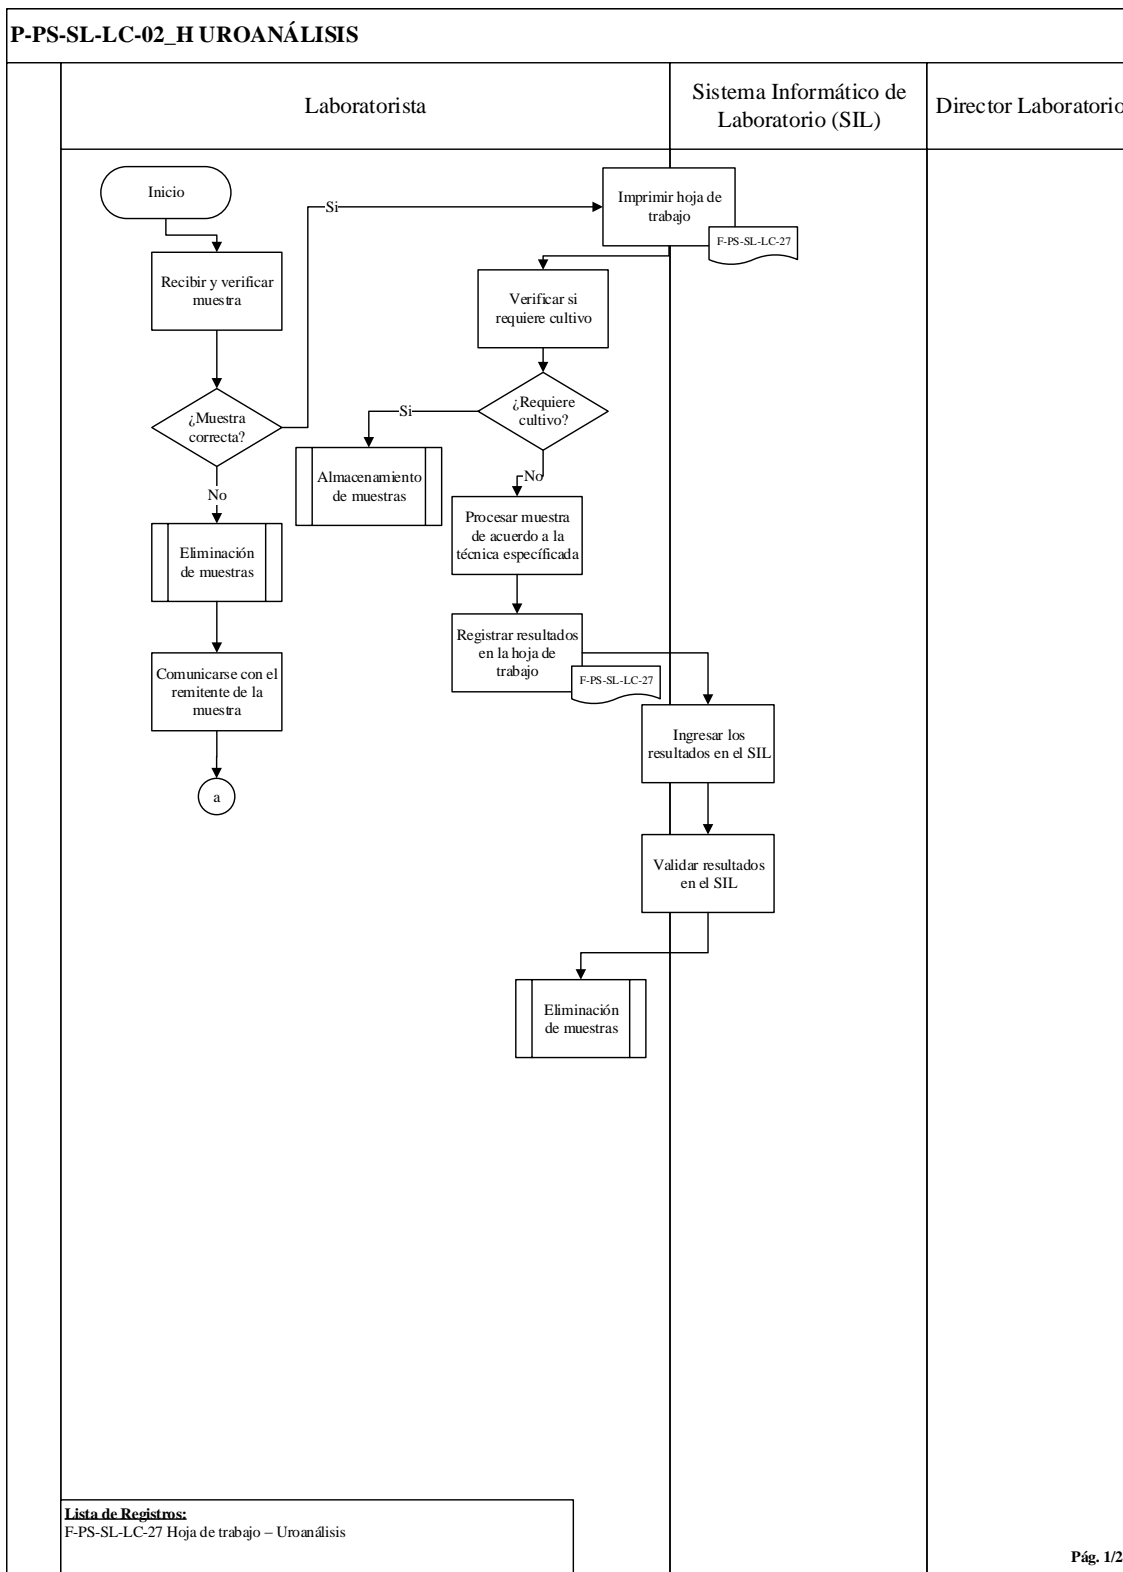 P-PS-SL-LC-02_H UROANÁLISIS
Laboratorista
Sistema Informático de
Laboratorio (SIL)
Director Laboratorio
Inicio
Recibir y verificar
muestra
¿Muestra
correcta?
Si
No
Eliminación
de muestras
Comunicarse con el
remitente de la
muestra
a
Imprimir hoja de
trabajo
F-PS-SL-LC-27
Verificar si
requiere cultivo
¿Requiere
cultivo?
Si
Almacenamiento
de muestras
No
Procesar muestra
de acuerdo a la
técnica específicada
Registrar resultados
en la hoja de
trabajo
F-PS-SL-LC-27
Ingresar los
resultados en el SIL
Validar resultados
en el SIL
Eliminación
de muestras
Lista de Registros:
F-PS-SL-LC-27 Hoja de trabajo – Uroanálisis
Pág. 1/2